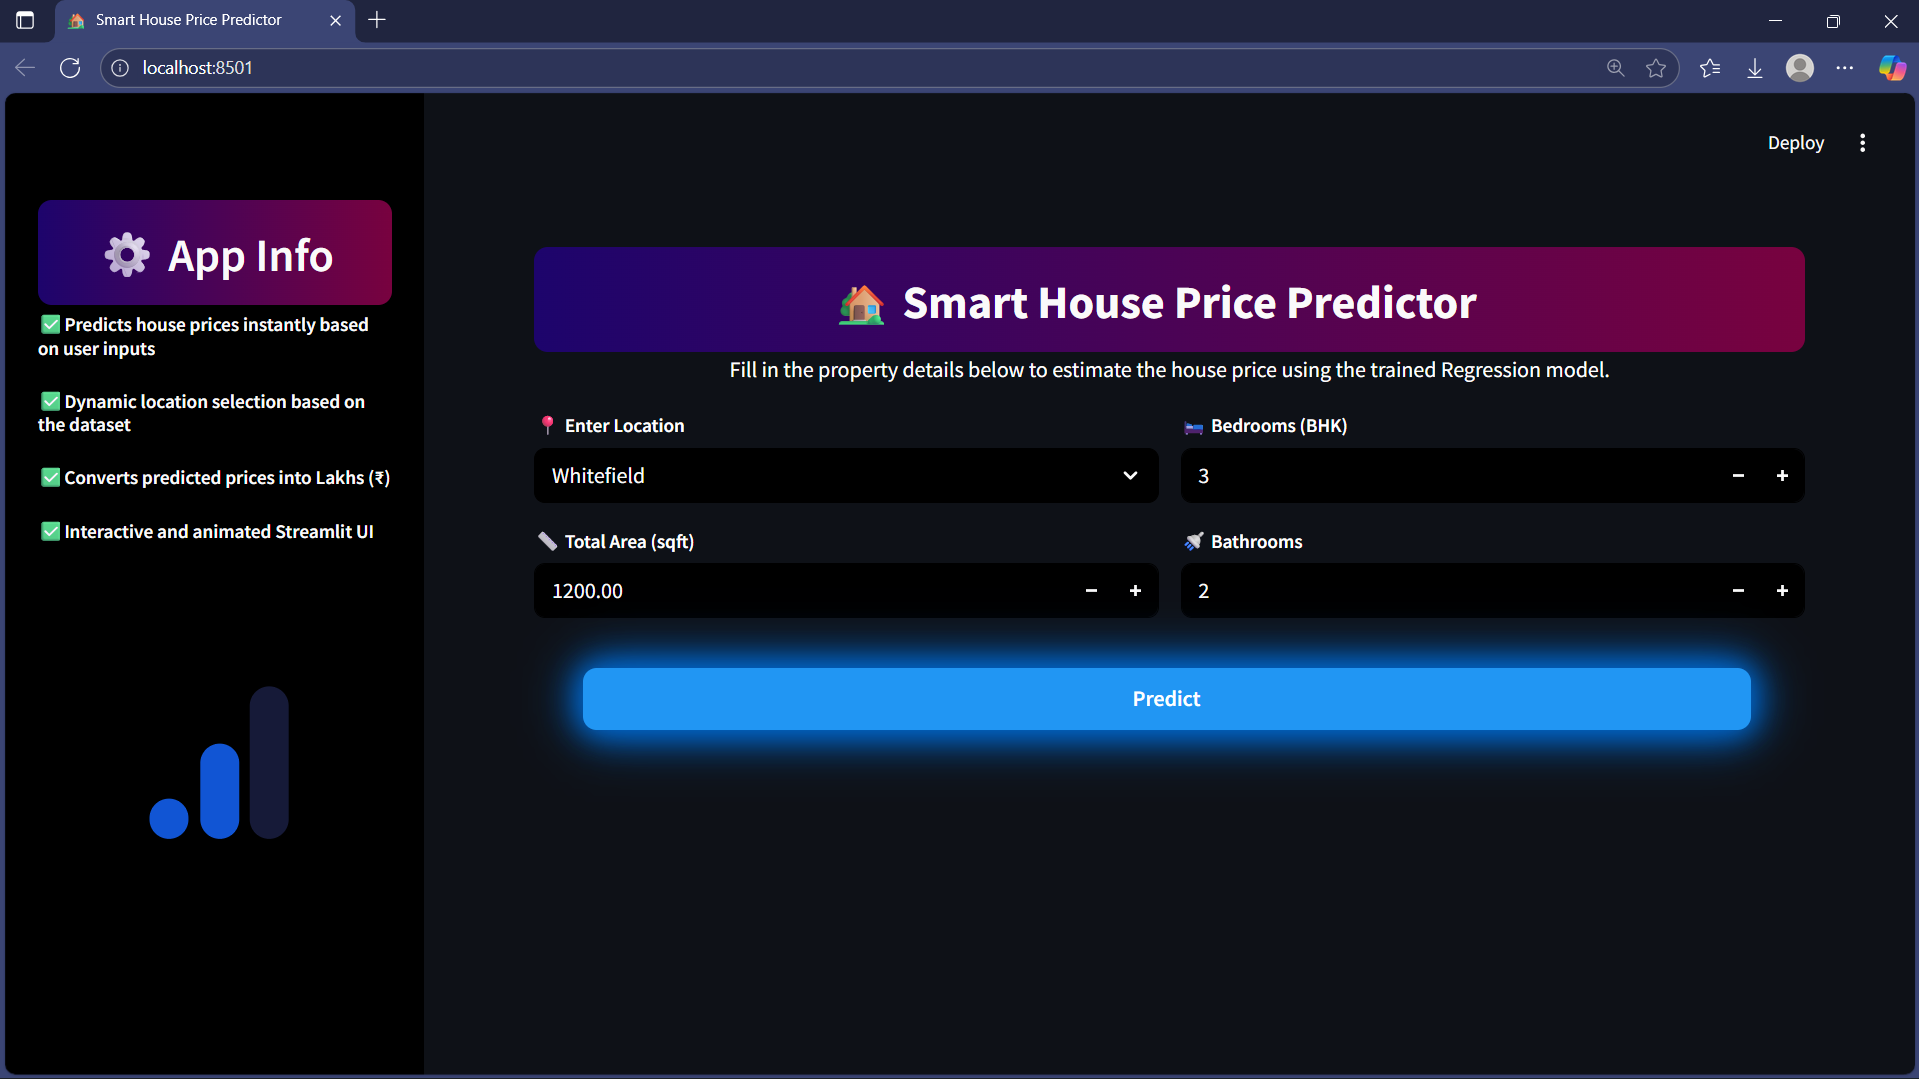 Smart House Price Predictor
localhost:8501
Deploy
App Info
Predicts house prices instantly based
on user inputs
Dynamic location selection based on
the dataset
Converts predicted prices into Lakhs (₹)
Interactive and animated Streamlit UI
Smart House Price Predictor
Fill in the property details below to estimate the house price using the trained Regression model.
Enter Location
Whitefield
Bedrooms (BHK)
3
Total Area (sqft)
1200.00
Bathrooms
2
Predict